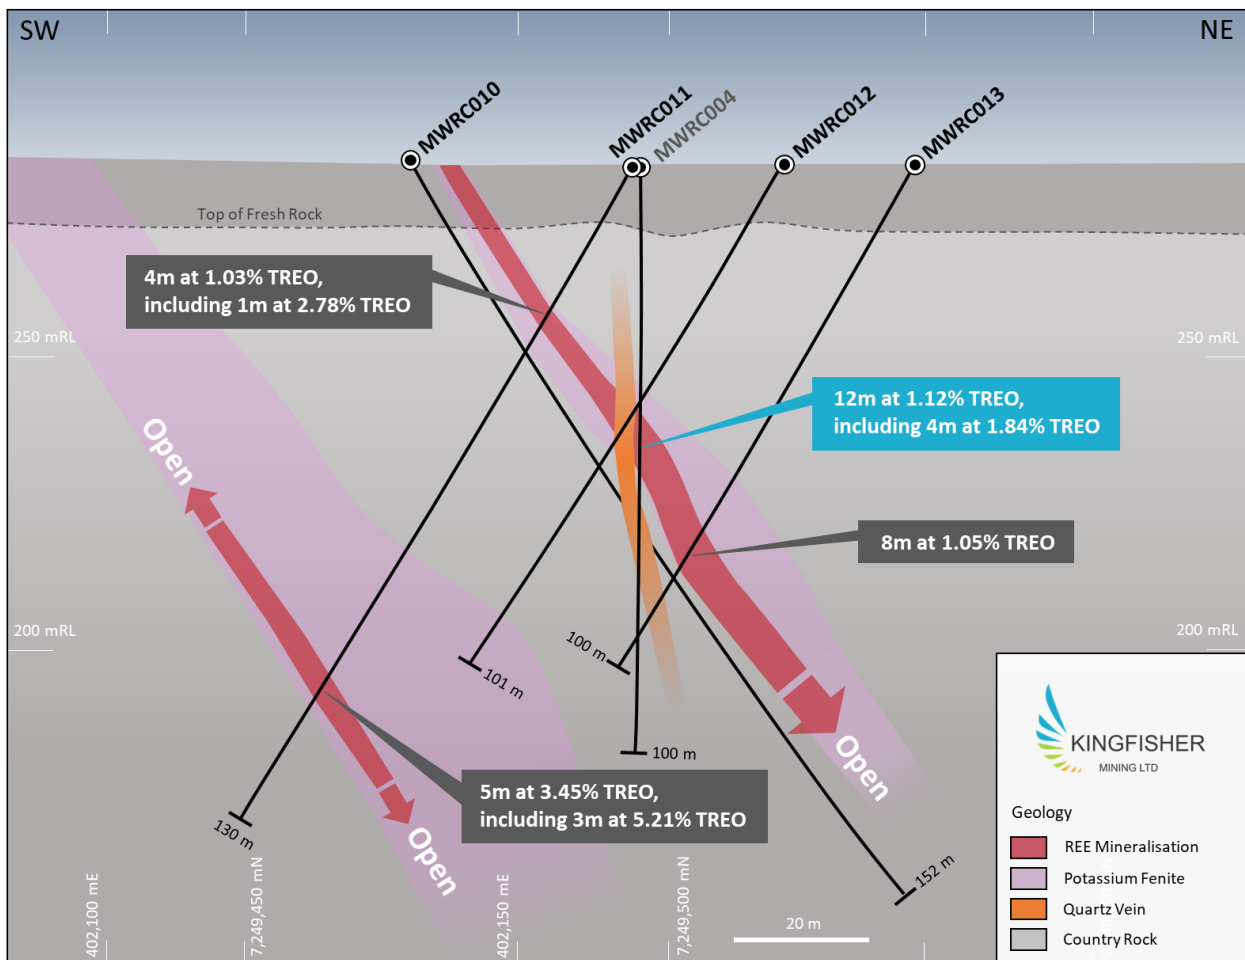 SW
NE
MWRC010
MWRC011
MWRC004
MWRC012
MWRC013
Top of Fresh Rock
4m at 1.03% TREO,
including 1m at 2.78% TREO
250 mRL
250 mRL
12m at 1.12% TREO,
including 4m at 1.84% TREO
Open
8m at 1.05% TREO
200 mRL
200 mRL
100 m
101 m
100 m
Open
5m at 3.45% TREO,
including 3m at 5.21% TREO
130 m
Open
152 m
402,100 mE
7,249,450 mN
402,150 mE
7,249,500 mN
20 m
KINGFISHER
MINING LTD
Geology
REE Mineralisation
Potassium Fenite
Quartz Vein
Country Rock